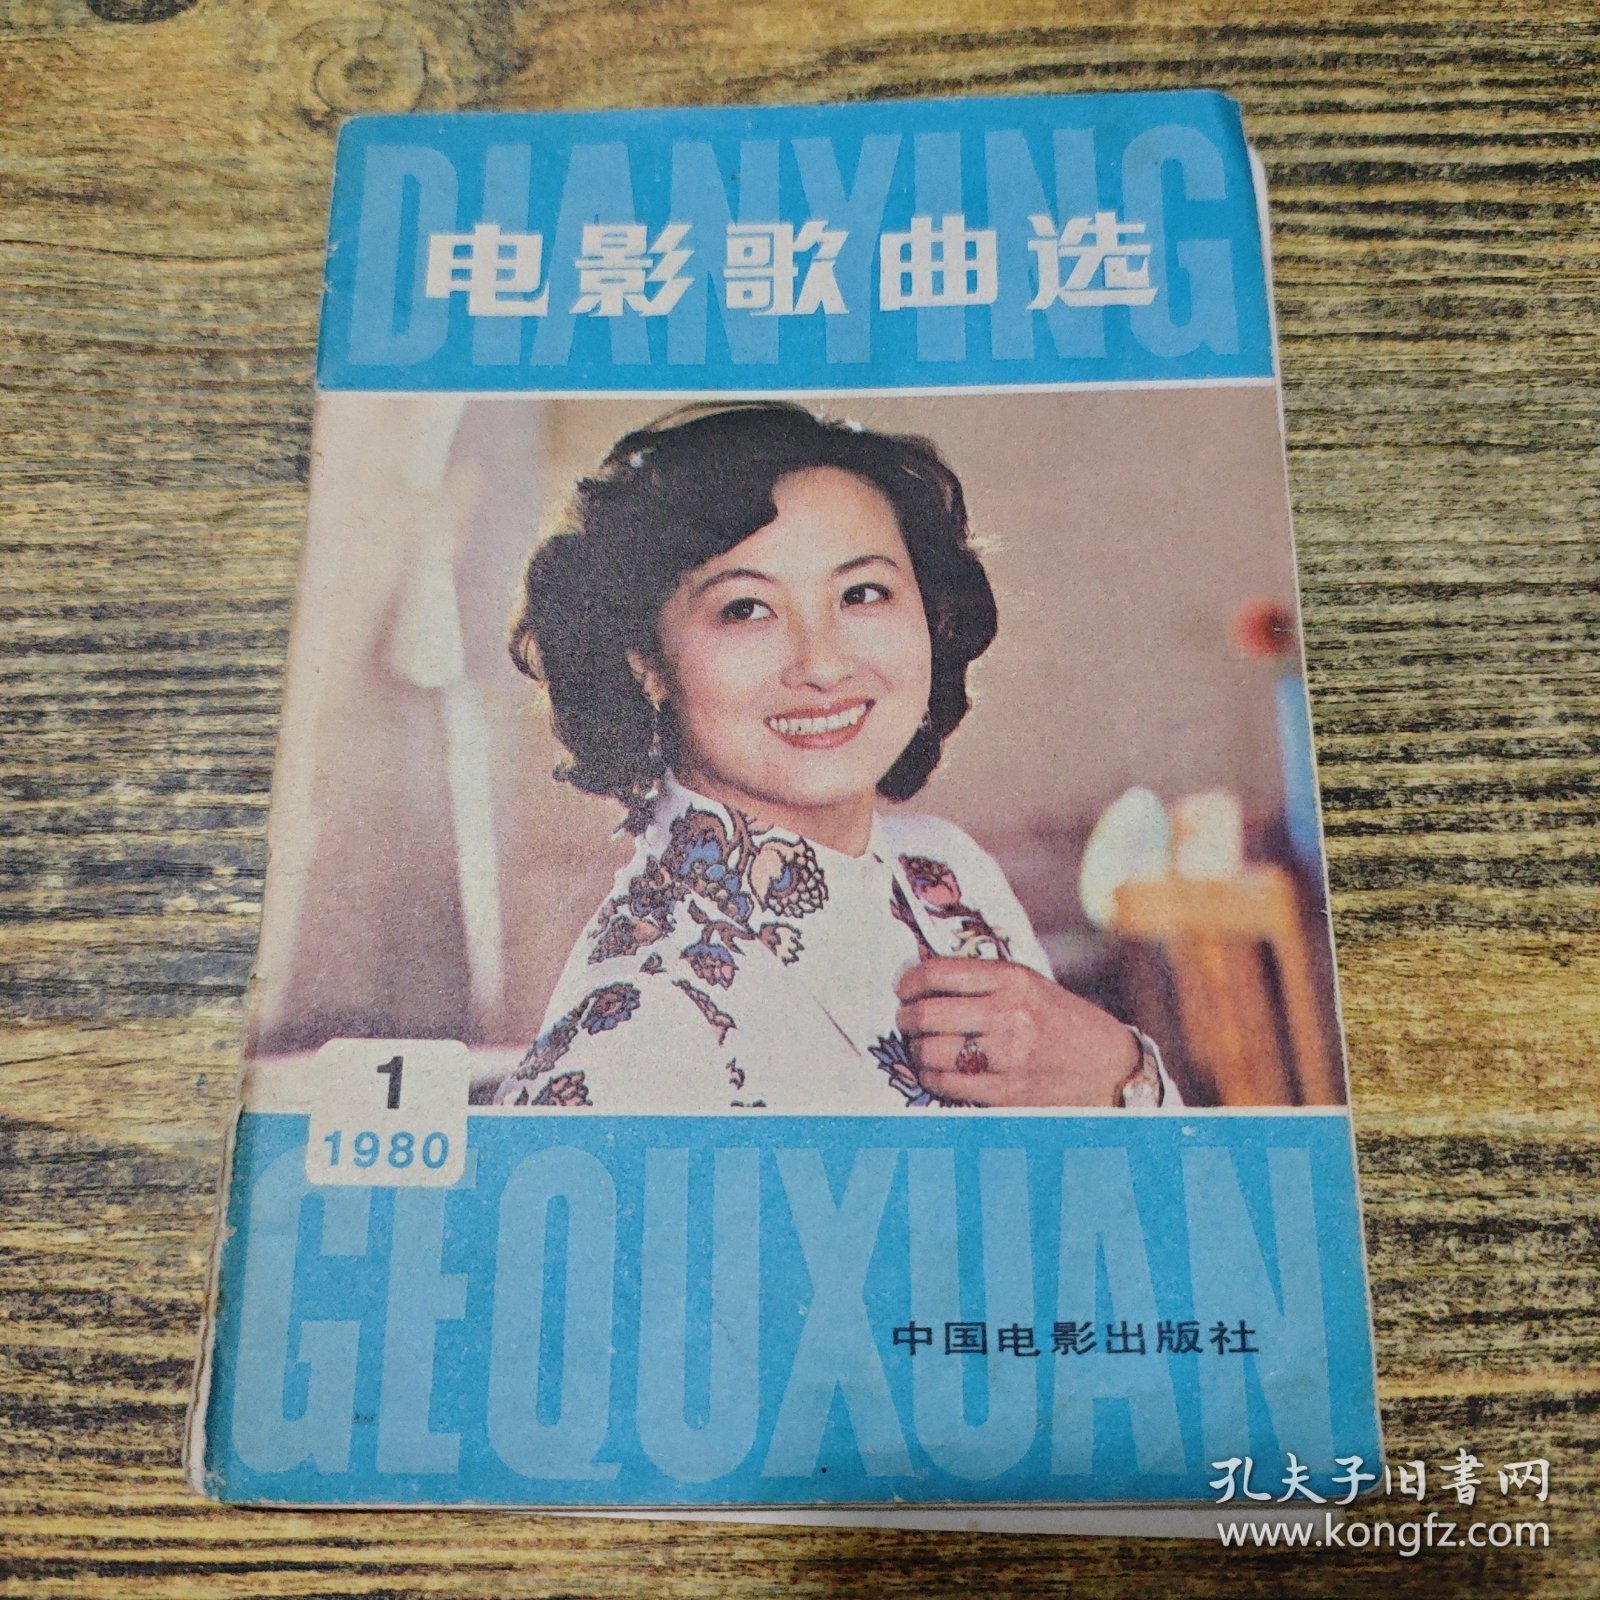 DIANYING
电影歌曲选
1
1980
GEQUXUAN
中国电影出版社
孔夫子旧书网
www.kongfz.com